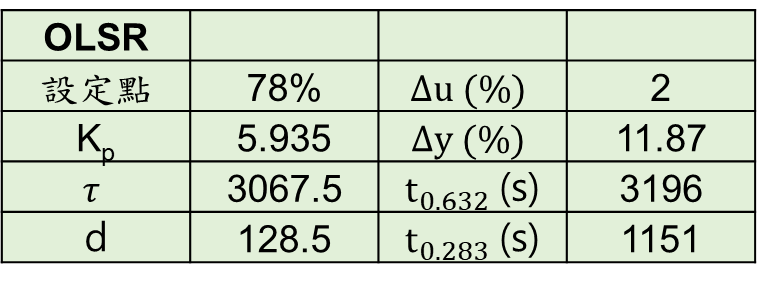 OLSR
設定點 78% Δu (%) 2
Kp 5.935 Δy (%) 11.87
τ 3067.5 t0.632 (s) 3196
d 128.5 t0.283 (s) 1151